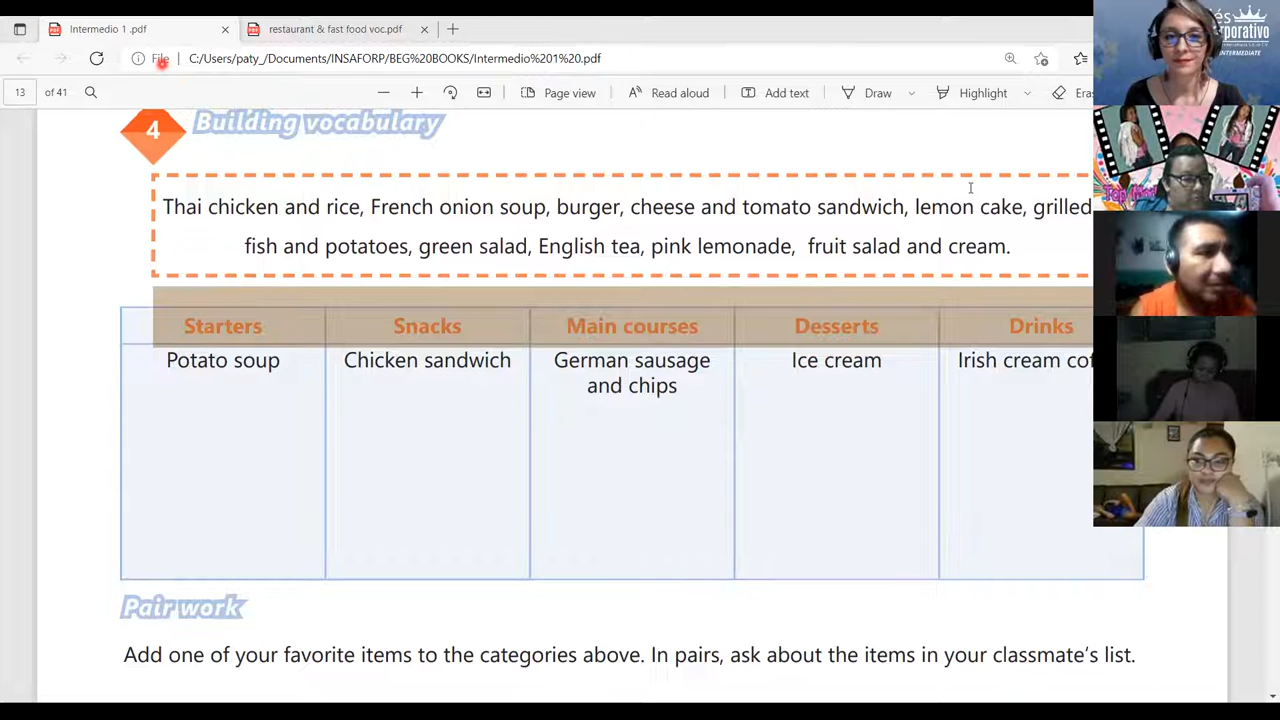 Intermedio 1 .pdf
restaurant & fast food voc.pdf
File
C:/Users/paty_/Documents/INSAFORP/BEG%20BOOKS/Intermedio%201%20.pdf
13 of 41
Page view
Read aloud
Add text
Draw
Highlight
4
Building vocabulary
Thai chicken and rice, French onion soup, burger, cheese and tomato sandwich, lemon cake, grilled
fish and potatoes, green salad, English tea, pink lemonade, fruit salad and cream.
Starters Snacks Main courses Desserts Drinks
Potato soup Chicken sandwich German sausage Ice cream Irish cream
and chips
Pair work
Add one of your favorite items to the categories above. In pairs, ask about the items in your classmate's list.
INTERMEDIATE